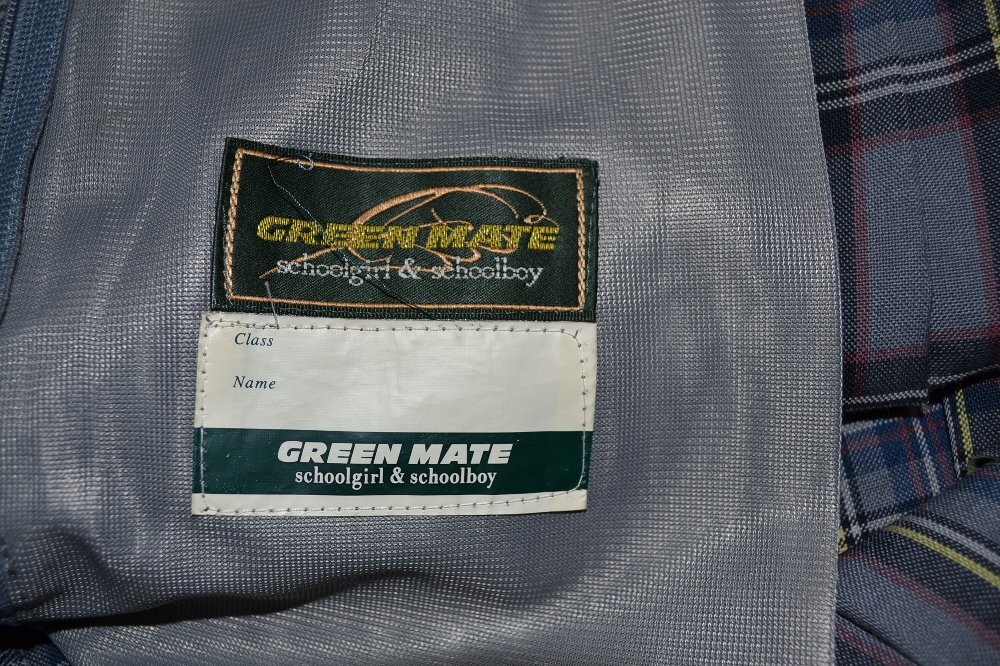 GREEN MATE
schoolgirl & schoolboy
Class
Name
GREEN MATE
schoolgirl & schoolboy